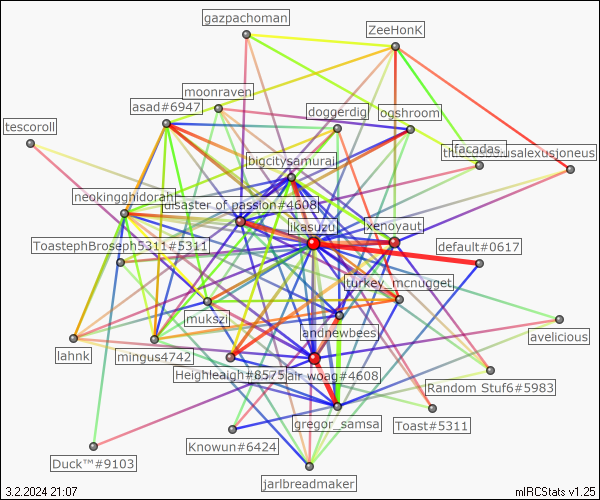 gazpachoman
ZeeHonK
moonraven
asad#6947
doggerdig
ogshroom
tescoroll
facadas.
bigcitysamurai
neokingghidorah
disaster of passion#4608
ikasuzu
xenoyaut
ToastephBroseph5311#5311
default#0617
turkey_mcnugget
mukszi
andnewbees
avelicious
lahnk
mingus4742
Heighleaigh#8575
air woag#4608
Random Stuf6#5983
gregor_samsa
Toast#5311
Knowun#6424
Duck™#9103
jarlbreadmaker
3.2.2024 21:07
mIRCStats v1.25